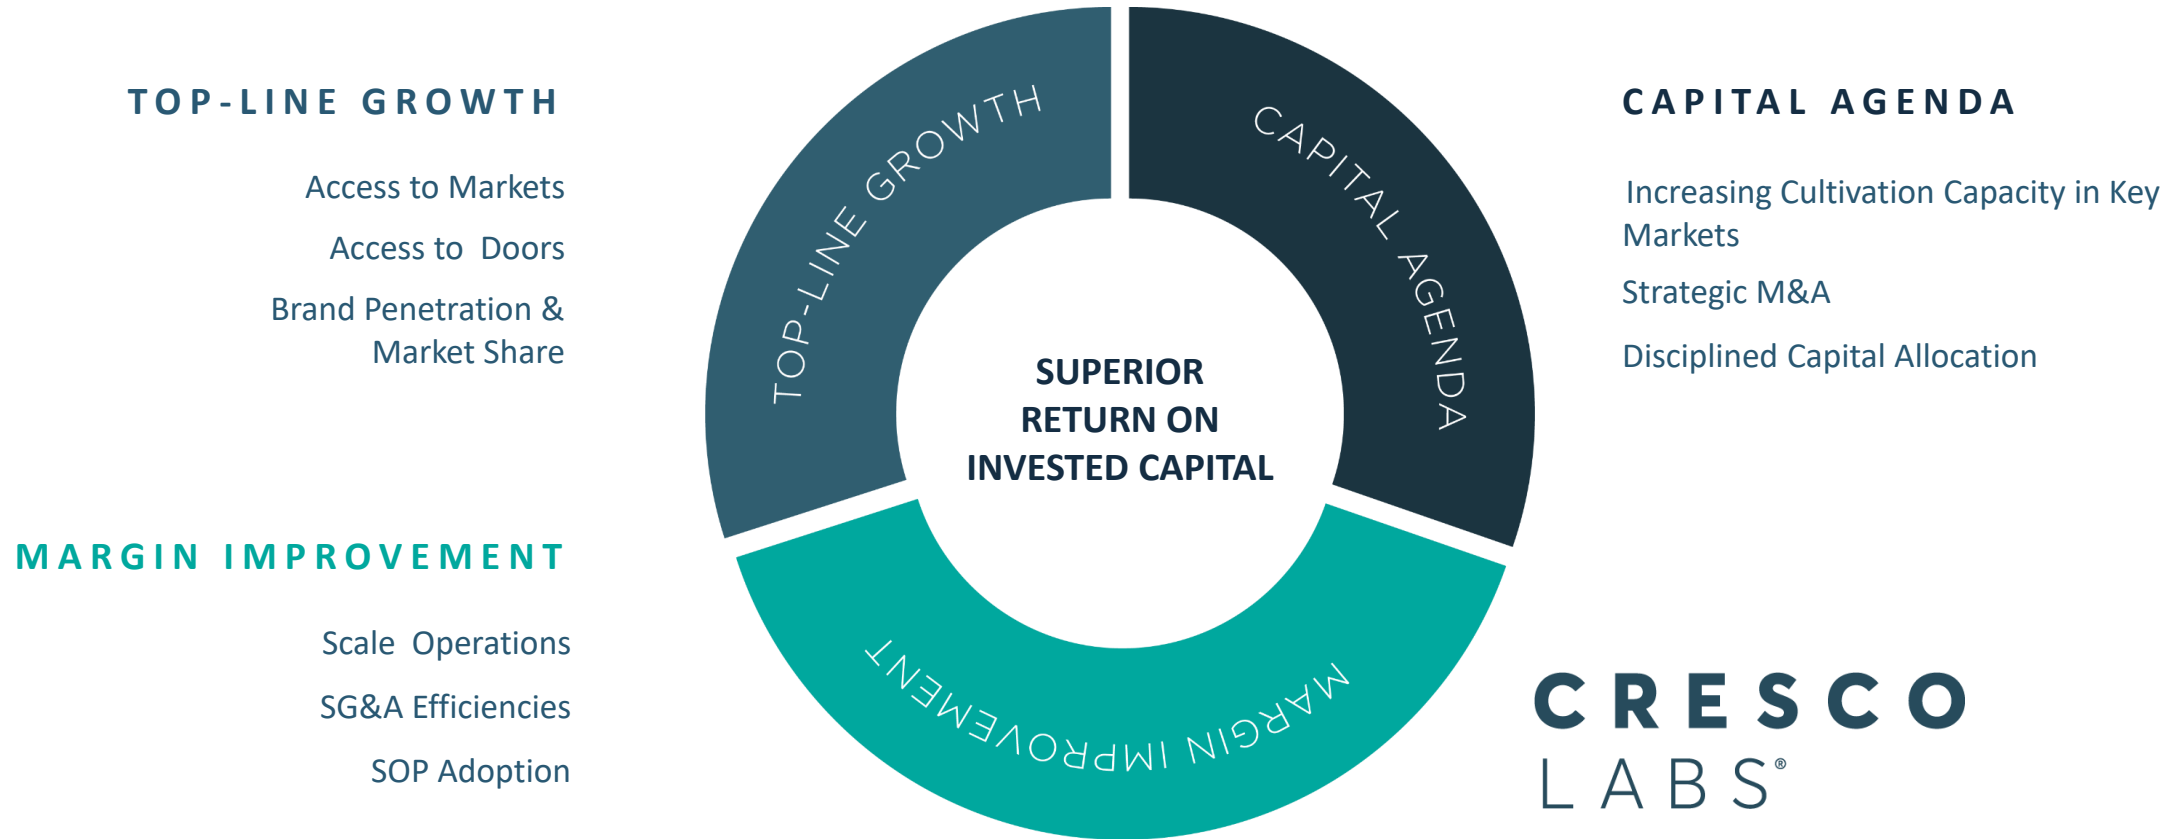 TOP-LINE GROWTH
Access to Markets
Access to Doors
Brand Penetration &
Market Share
MARGIN IMPROVEMENT
Scale Operations
SG&A Efficiencies
SOP Adoption
TOP-LINE GROWTH
CAPITAL AGENDA
MARGIN IMPROVEMENT
SUPERIOR
RETURN ON
INVESTED CAPITAL
CAPITAL AGENDA
Increasing Cultivation Capacity in Key
Markets
Strategic M&A
Disciplined Capital Allocation
CRESCO
LABS®